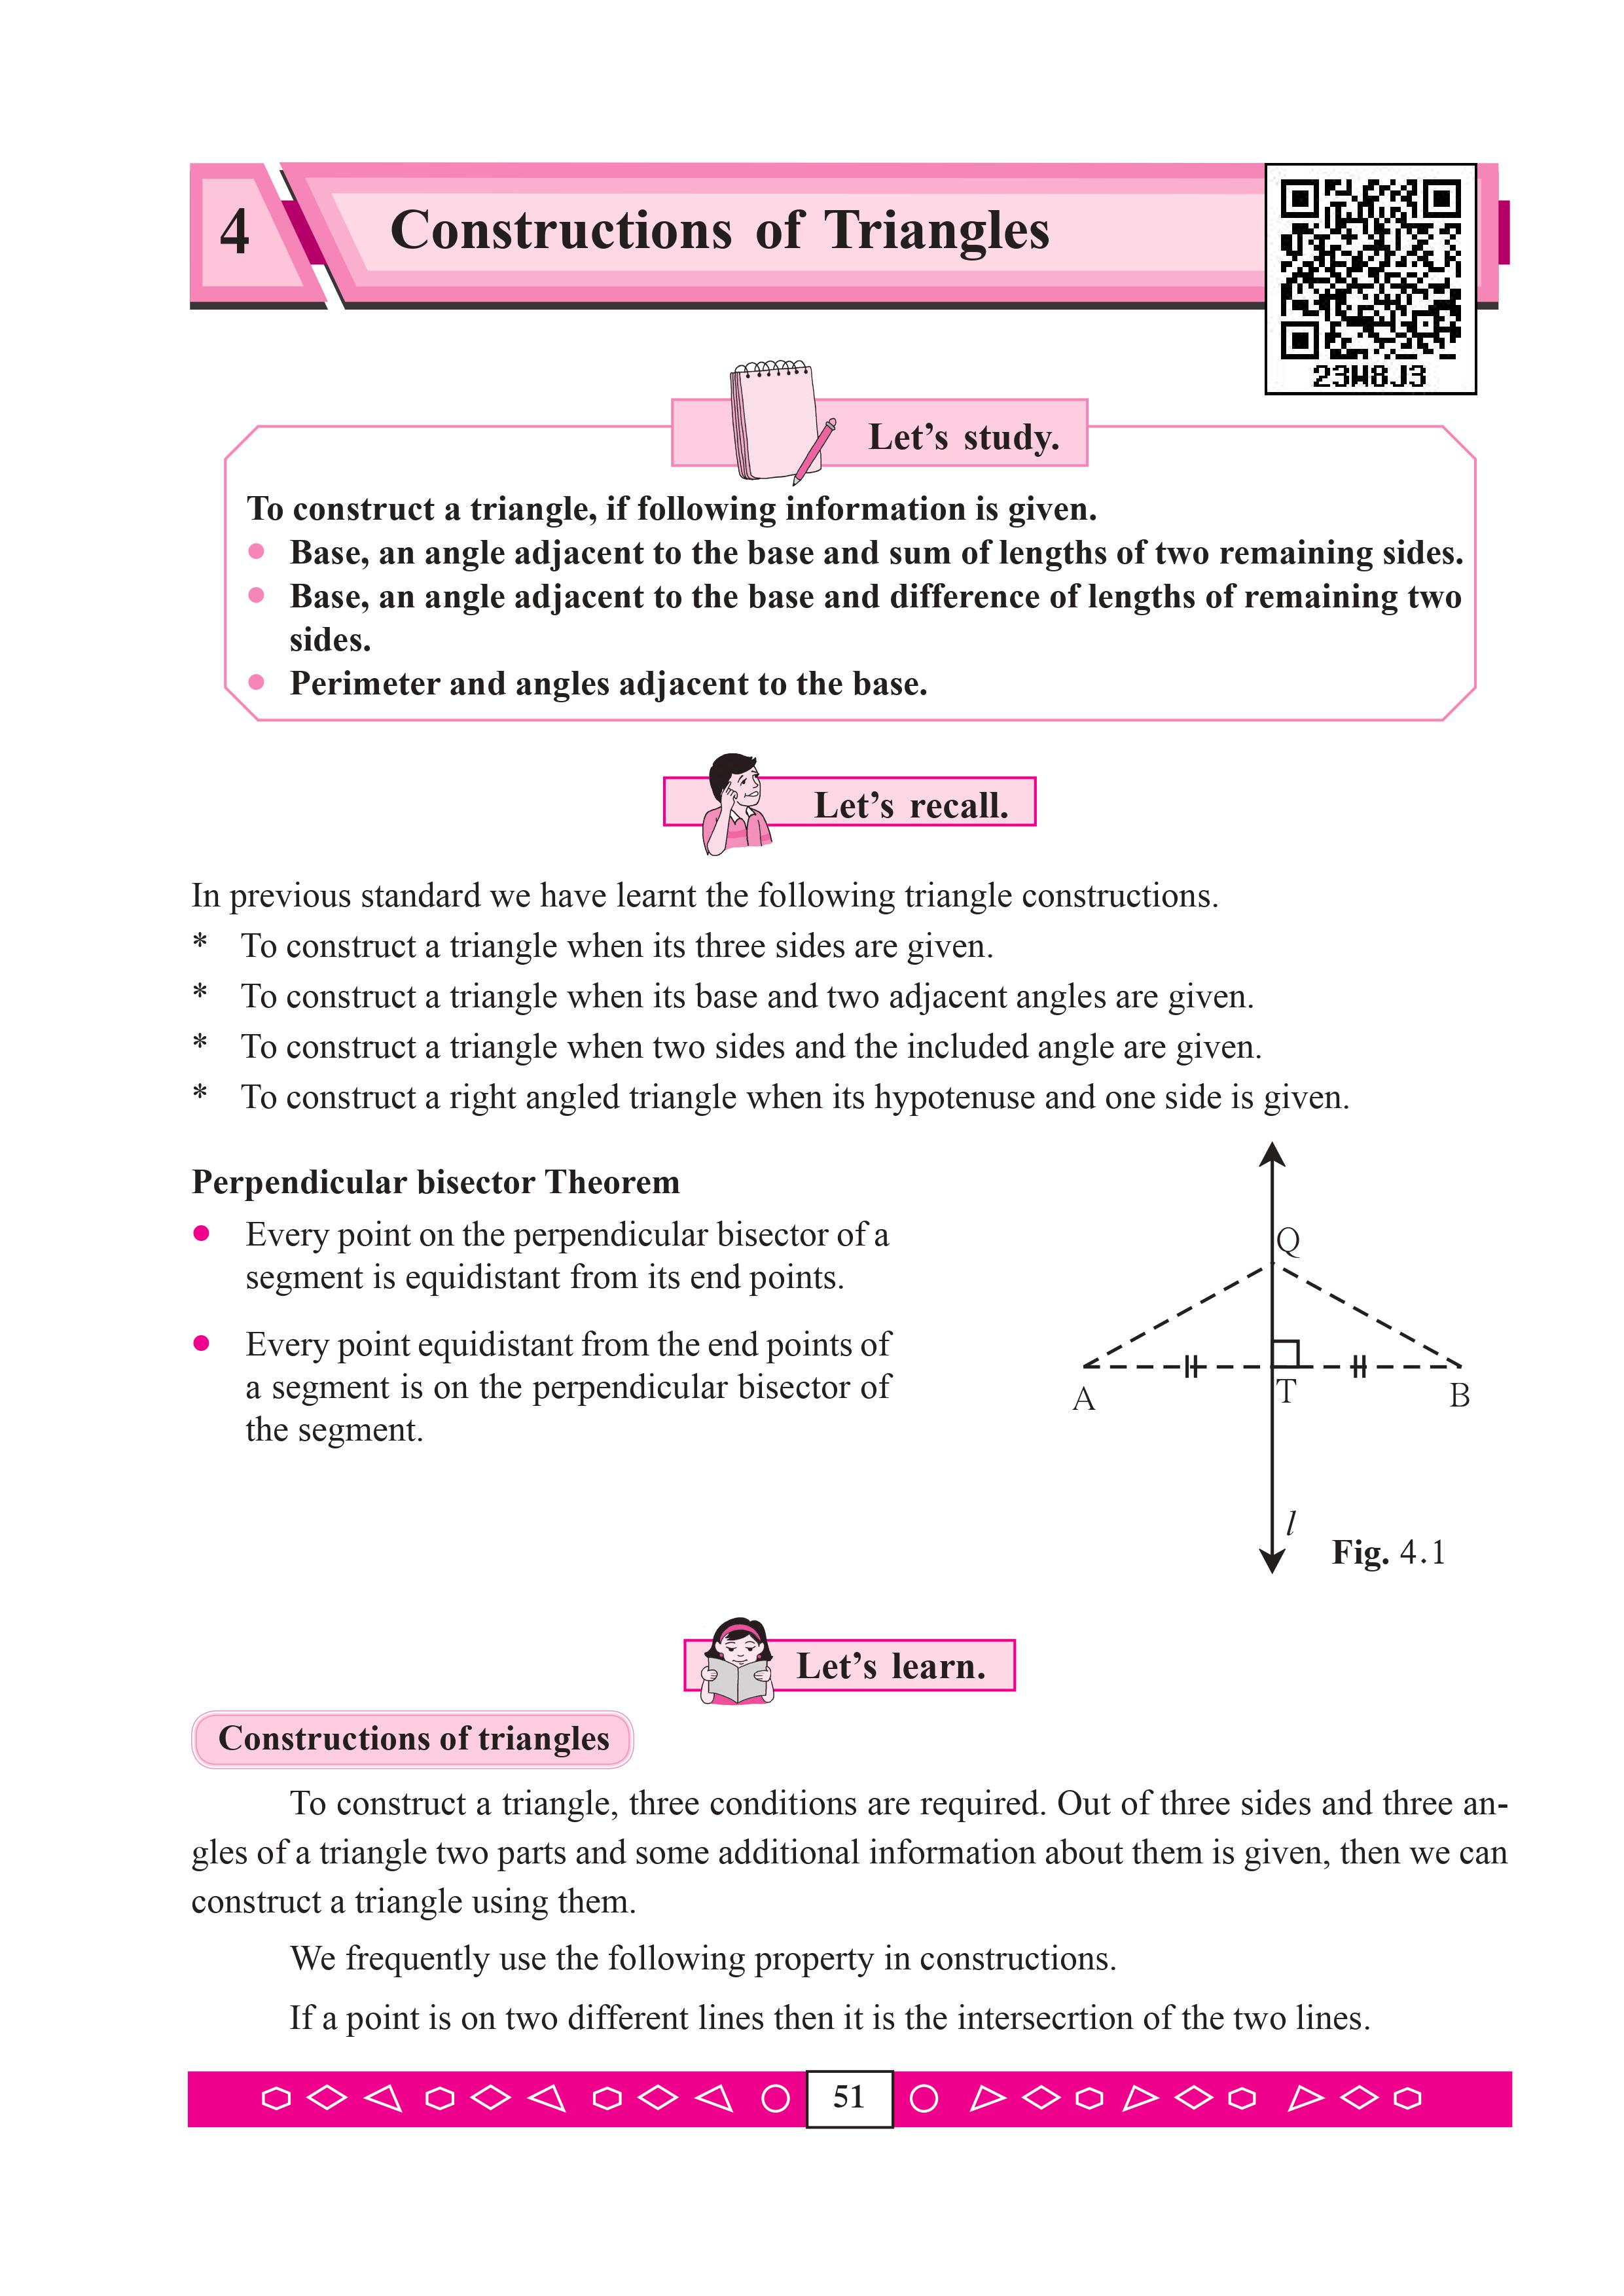 4
Constructions of Triangles
23W8J3
Let’s study.
To construct a triangle, if following information is given.
● Base, an angle adjacent to the base and sum of lengths of two remaining sides.
● Base, an angle adjacent to the base and difference of lengths of remaining two
sides.
● Perimeter and angles adjacent to the base.
Let’s recall.
In previous standard we have learnt the following triangle constructions.
* To construct a triangle when its three sides are given.
* To construct a triangle when its base and two adjacent angles are given.
* To construct a triangle when two sides and the included angle are given.
* To construct a right angled triangle when its hypotenuse and one side is given.
Perpendicular bisector Theorem
● Every point on the perpendicular bisector of a
segment is equidistant from its end points.
● Every point equidistant from the end points of
a segment is on the perpendicular bisector of
the segment.
Q
A
T
B
l
Fig. 4.1
Let’s learn.
Constructions of triangles
To construct a triangle, three conditions are required. Out of three sides and three an-
gles of a triangle two parts and some additional information about them is given, then we can
construct a triangle using them.
We frequently use the following property in constructions.
If a point is on two different lines then it is the intersecrtion of the two lines.
51